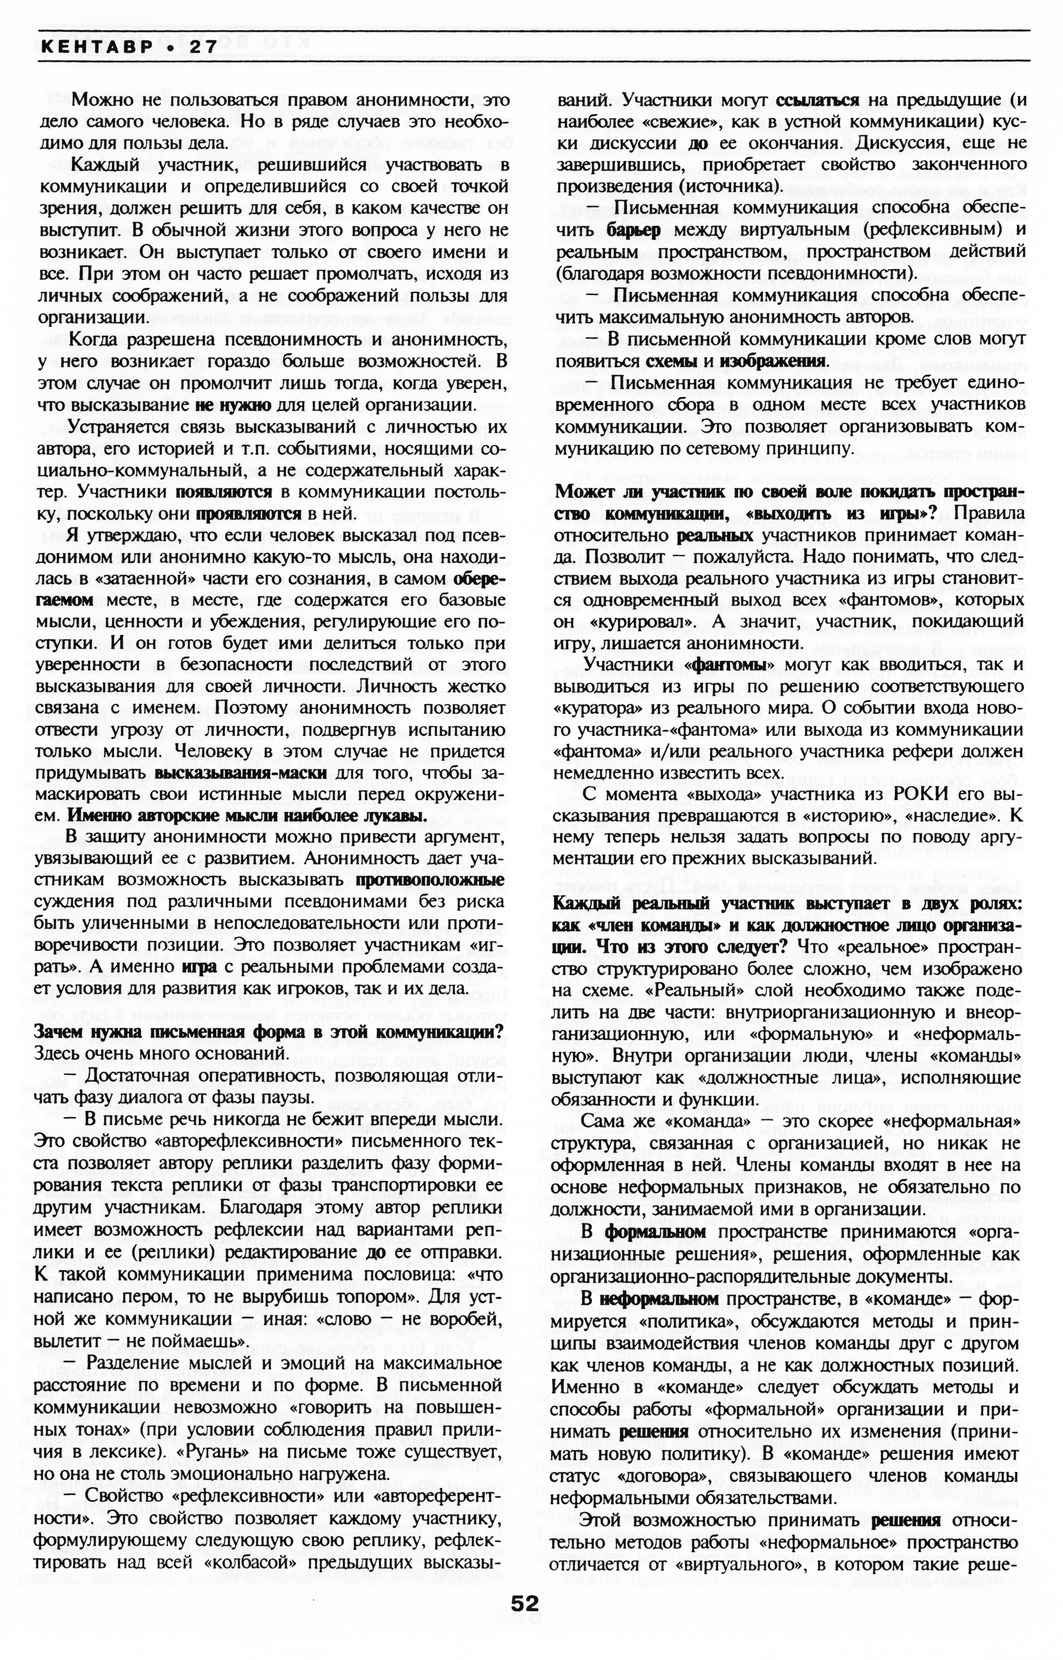 КЕНТАВР • 27
Можно не пользоваться правом анонимности, это
дело самого человека. Но в ряде случаев это необхо-
димо для пользы дела.
Каждый участник, решившийся участвовать в
коммуникации и определившийся со своей точкой
зрения, должен решить для себя, в каком качестве он
выступит. В обычной жизни этого вопроса у него не
возникает. Он выступает только от своего имени и
все. При этом он часто решает промолчать, исходя из
личных соображений, а не соображений пользы для
организации.
Когда разрешена псевдонимность и анонимность,
у него возникает гораздо больше возможностей. В
этом случае он промолчит лишь тогда, когда уверен,
что высказывание не нужно для целей организации.
Устраняется связь высказываний с личностью их
автора, его историей и т.п. событиями, носящими со-
циально-коммунальный, а не содержательный харак-
тер. Участники появляются в коммуникации постоль-
ку, поскольку они проявляются в ней.
Я утверждаю, что если человек высказал под псев-
донимом или анонимно какую-то мысль, она находи-
лась в «затаенной» части его сознания, в самом обере-
гаемом месте, в месте, где содержатся его базовые
мысли, ценности и убеждения, регулирующие его по-
ступки. И он готов будет ими делиться только при
уверенности в безопасности последствий от этого
высказывания для своей личности. Личность жестко
связана с именем. Поэтому анонимность позволяет
отвести угрозу от личности, подвергнув испытанию
только мысли. Человеку в этом случае не придется
придумывать высказывания-маски для того, чтобы за-
маскировать свои истинные мысли перед окружени-
ем. Именно авторские мысли наиболее лукавы.
В защиту анонимности можно привести аргумент,
увязывающий ее с развитием. Анонимность дает уча-
стникам возможность высказывать противоположные
суждения под различными псевдонимами без риска
быть уличенными в непоследовательности или проти-
воречивости позиции. Это позволяет участникам «иг-
рать». А именно игра с реальными проблемами созда-
ет условия для развития как игроков, так и их дела.
Зачем нужна письменная форма в этой коммуникации?
Здесь очень много оснований.
— Достаточная оперативность, позволяющая отли-
чать фазу диалога от фазы паузы.
— В письме речь никогда не бежит впереди мысли.
Это свойство «авторефлексивности» письменного тек-
ста позволяет автору реплики разделить фазу форми-
рования текста реплики от фазы транспортировки ее
другим участникам. Благодаря этому автор реплики
имеет возможность рефлексии над вариантами реп-
лики и ее (реплики) редактирование до ее отправки.
К такой коммуникации применима пословица: «что
написано пером, то не вырубишь топором». Для уст-
ной же коммуникации — иная: «слово — не воробей,
вылетит — не поймаешь».
— Разделение мыслей и эмоций на максимальное
расстояние по времени и по форме. В письменной
коммуникации невозможно «говорить на повышен-
ных тонах» (при условии соблюдения правил прили-
чия в лексике). «Ругань» на письме тоже существует,
но она не столь эмоционально нагружена.
— Свойство «рефлексивности» или «автореферент-
ности». Это свойство позволяет каждому участнику,
формулирующему следующую свою реплику, рефлек-
тировать над всей «колбасой» предыдущих высказы-
ваний. Участники могут ссылаться на предыдущие (и
наиболее «свежие», как в устной коммуникации) кус-
ки дискуссии до ее окончания. Дискуссия, еще не
завершившись, приобретает свойство законченного
произведения (источника).
— Письменная коммуникация способна обеспе-
чить барьер между виртуальным (рефлексивным) и
реальным пространством, пространством действий
(благодаря возможности псевдонимности).
— Письменная коммуникация способна обеспе-
чить максимальную анонимность авторов.
— В письменной коммуникации кроме слов могут
появиться схемы и изображения.
— Письменная коммуникация не требует едино-
временного сбора в одном месте всех участников
коммуникации. Это позволяет организовывать ком-
муникацию по сетевому принципу.
Может ли участник по своей воле покидать простран-
ство коммуникации, «выходить из игры»? Правила
относительно реальных участников принимает коман-
да. Позволит — пожалуйста. Надо понимать, что след-
ствием выхода реального участника из игры становит-
ся одновременный выход всех «фантомов», которых
он «курировал». А значит, участник, покидающий
игру, лишается анонимности.
Участники «фантомы» могут как вводиться, так и
выводиться из игры по решению соответствующего
«куратора» из реального мира. О событии входа ново-
го участника-«фантома» или выхода из коммуникации
«фантома» и/или реального участника рефери должен
немедленно известить всех.
С момента «выхода» участника из РОКИ его вы-
сказывания превращаются в «историю», «наследие». К
нему теперь нельзя задать вопросы по поводу аргу-
ментации его прежних высказываний.
Каждый реальный участник выступает в двух ролях:
как «член команды» и как должностное лицо организа-
ции. Что из этого следует? Что «реальное» простран-
ство структурировано более сложно, чем изображено
на схеме. «Реальный» слой необходимо также поде-
лить на две части: внутриорганизационную и внеор-
ганизационную, или «формальную» и «неформаль-
ную». Внутри организации люди, члены «команды»
выступают как «должностные лица», исполняющие
обязанности и функции.
Сама же «команда» — это скорее «неформальная»
структура, связанная с организацией, но никак не
оформленная в ней. Члены команды входят в нее на
основе неформальных признаков, не обязательно по
должности, занимаемой ими в организации.
В формальном пространстве принимаются «орга-
низационные решения», решения, оформленные как
организационно-распорядительные документы.
В неформальном пространстве, в «команде» — фор-
мируется «политика», обсуждаются методы и прин-
ципы взаимодействия членов команды друг с другом
как членов команды, а не как должностных позиций.
Именно в «команде» следует обсуждать методы и
способы работы «формальной» организации и при-
нимать решения относительно их изменения (прини-
мать новую политику). В «команде» решения имеют
статус «договора», связывающего членов команды
неформальными обязательствами.
Этой возможностью принимать решения относи-
тельно методов работы «неформальное» пространство
отличается от «виртуального», в котором такие реше-
52